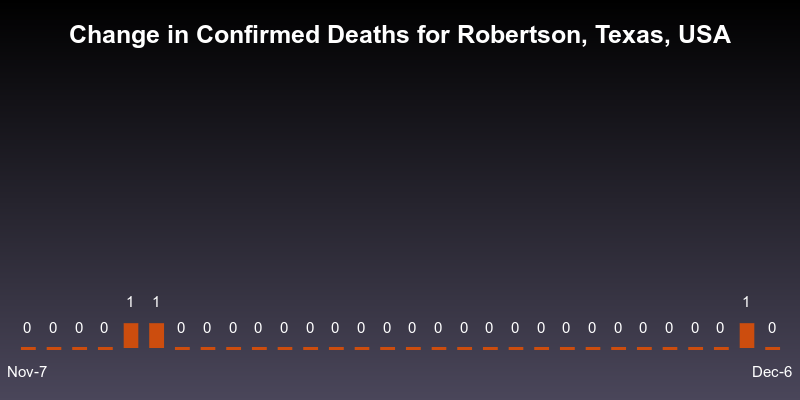 Change in Confirmed Deaths for Robertson, Texas, USA
1 1 1
0 0 0 0 0 0 0 0 0 0 0 0 0 0 0 0 0 0 0 0 0 0 0 0 0 0 0
Nov-7 Dec-6